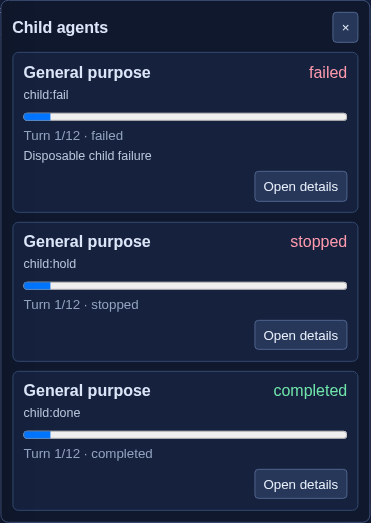 Child agents ×
General purpose failed
child:fail
Turn 1/12 · failed
Disposable child failure
Open details
General purpose stopped
child:hold
Turn 1/12 · stopped
Open details
General purpose completed
child:done
Turn 1/12 · completed
Open details